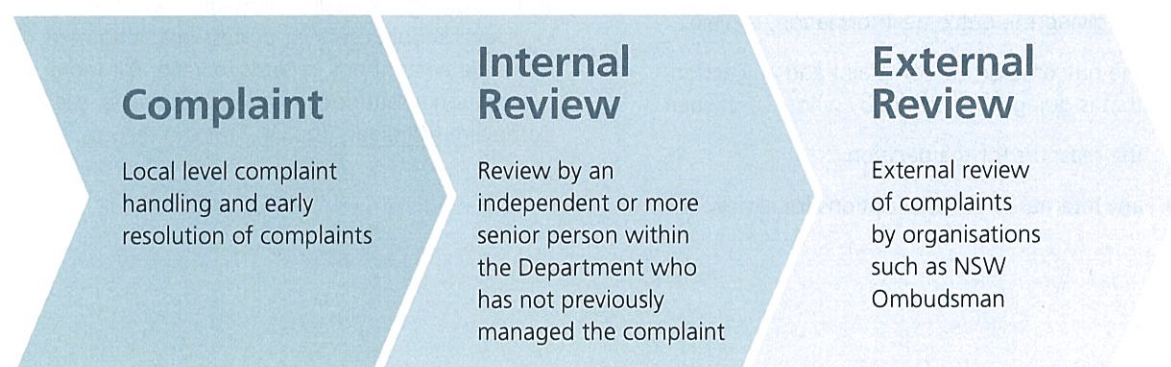 Complaint
Local level complaint
handling and early
resolution of complaints
Internal
Review
Review by an
independent or more
senior person within
the Department who
has not previously
managed the complaint
External
Review
External review
of complaints
by organisations
such as NSW
Ombudsman